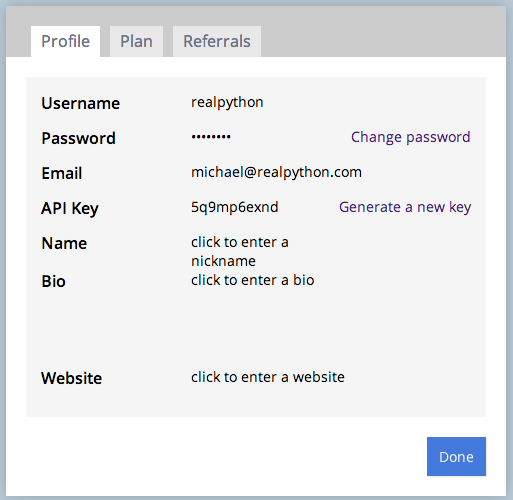 Profile Plan Referrals
Username realpython
Password •••••••• Change password
Email michael@realpython.com
API Key 5q9mp6exnd Generate a new key
Name click to enter a
nickname
Bio click to enter a bio
Website click to enter a website
Done